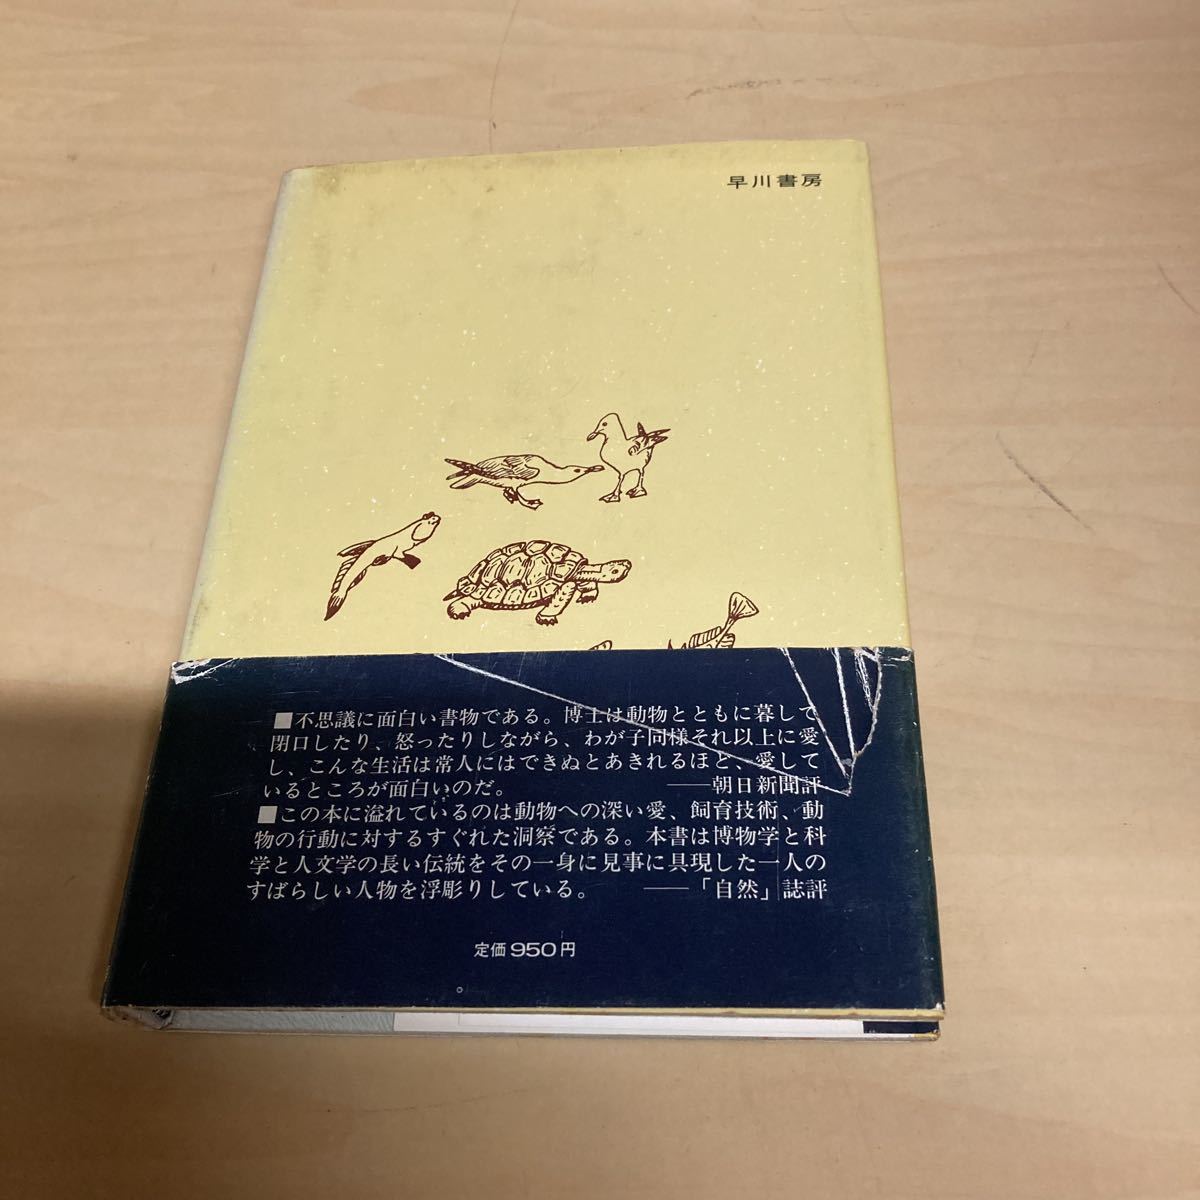 早川書房
■不思議に面白い書物である。博士は動物とともに暮して
閉口したり、怒ったりしながら、わが子同様それ以上に愛
し、こんな生活は常人にはできぬとあきれるほど、愛して
いるところが面白いのだ。――朝日新聞評
■この本に溢れているのは動物への深い愛、飼育技術、動
物の行動に対するすぐれた洞察である。本書は博物学と科
学と人文学の長い伝統をその一身に見事に具現した一人の
すばらしい人物を浮彫りしている。――「自然」誌評
定価950円